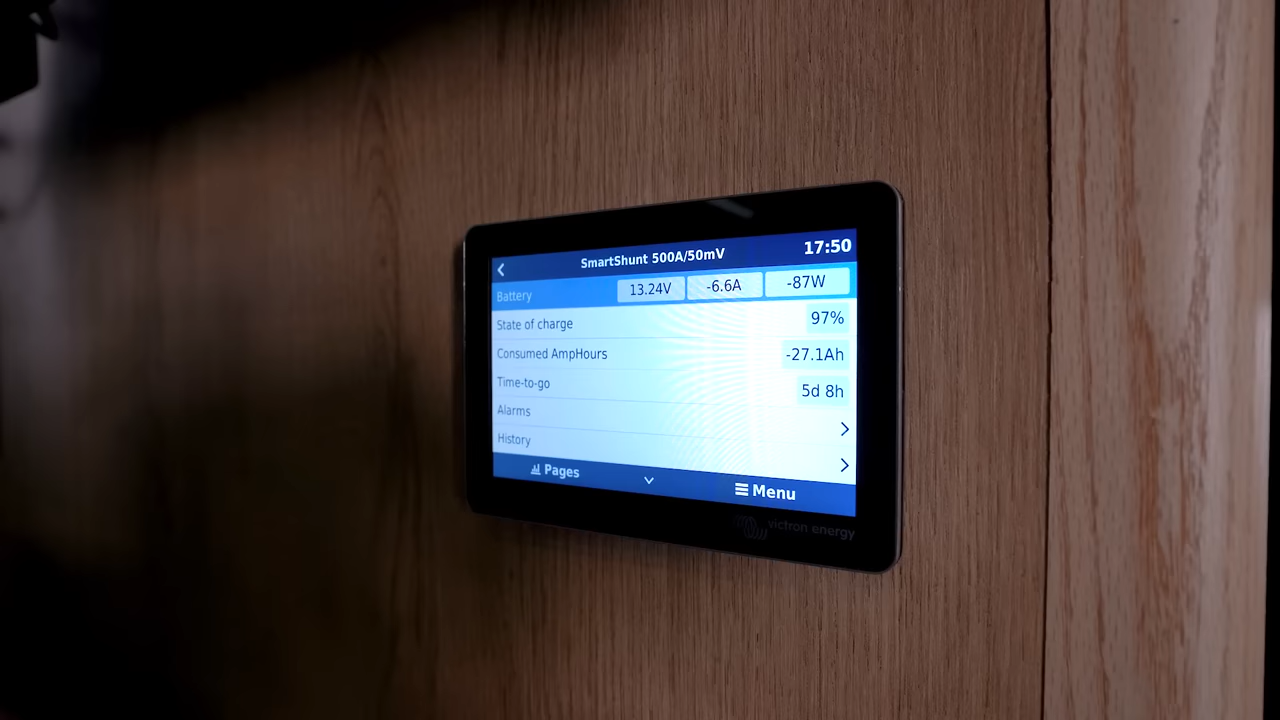 SmartShunt 500A/50mV 17:50
Battery 13.24V -6.6A -87W
State of charge 97%
Consumed AmpHours -27.1Ah
Time-to-go 5d 8h
Alarms
History
Pages Menu
victron energy